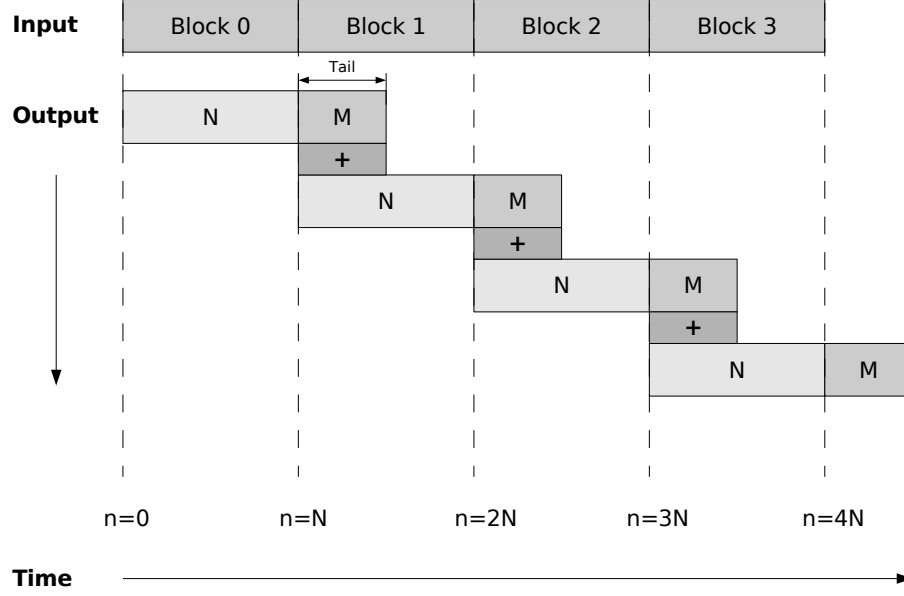 Input Block 0 Block 1 Block 2 Block 3
Tail
Output N M
+
N M
+
N M
+
N M
n=0 n=N n=2N n=3N n=4N
Time